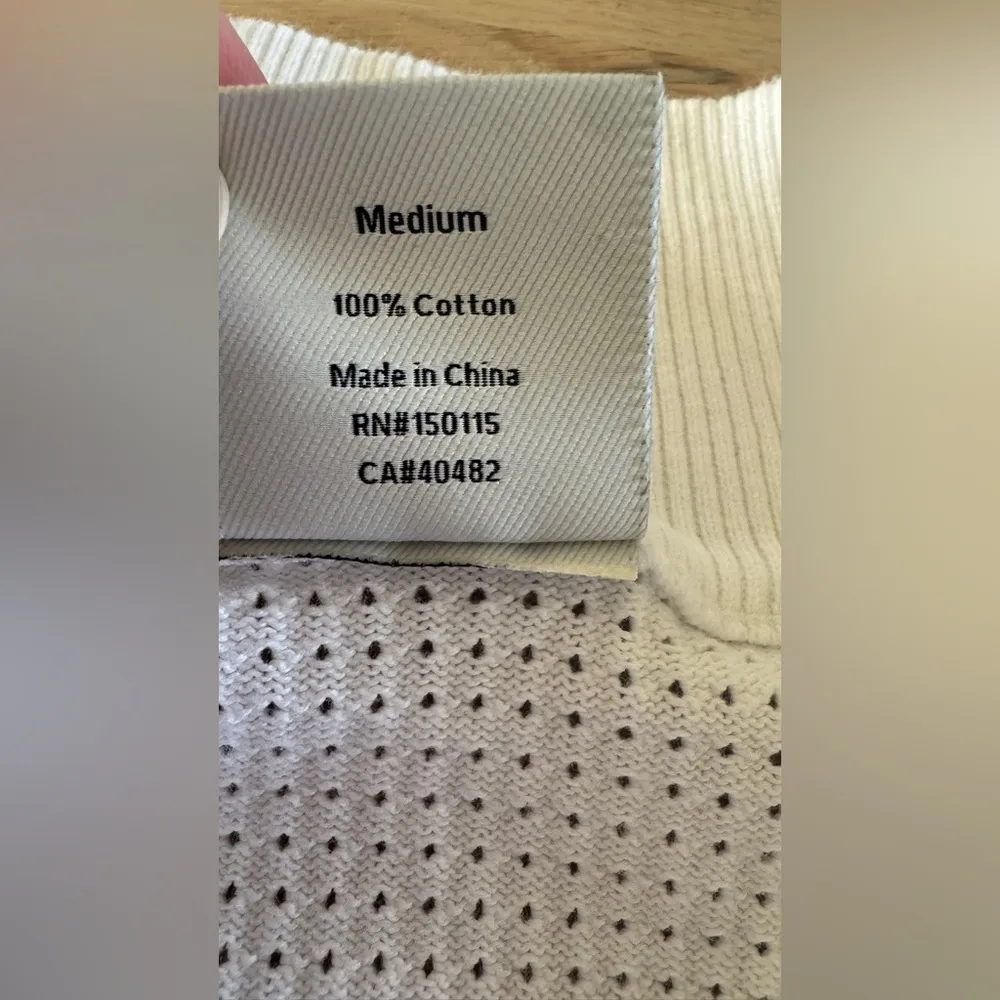 Medium
100% Cotton
Made in China
RN#150115
CA#40482